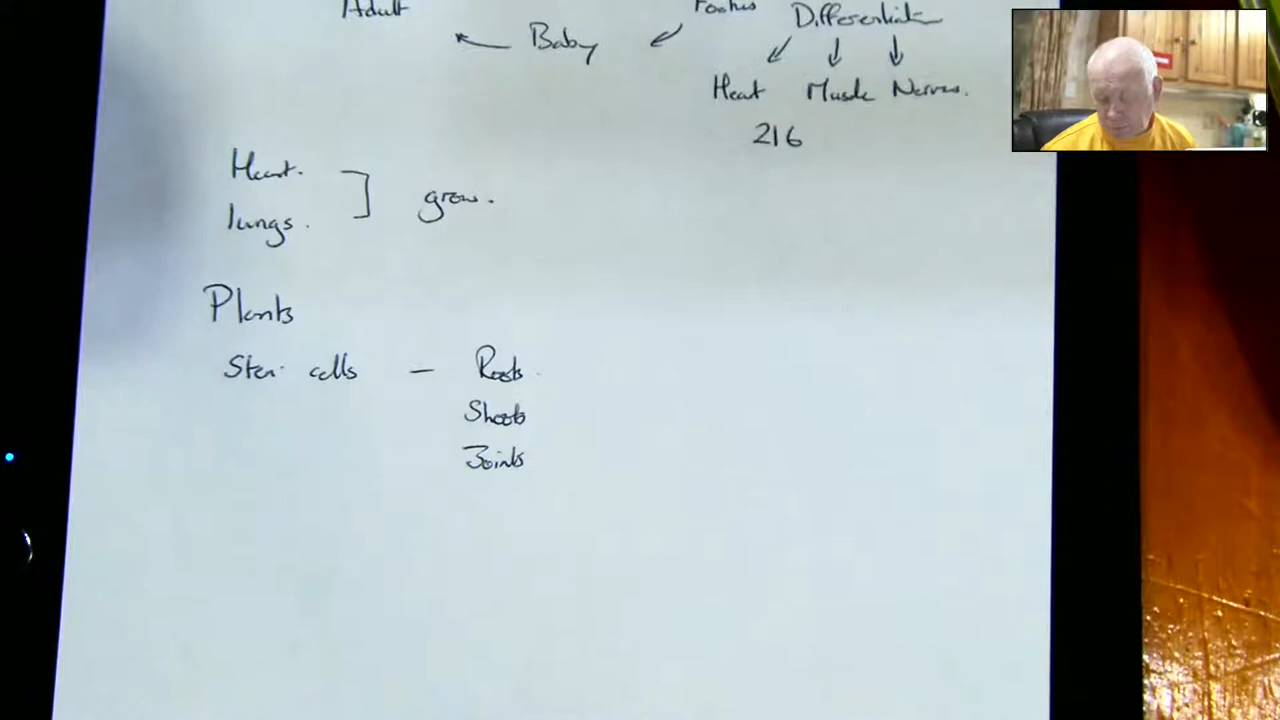 Adult
Foetus Differentiate
Baby
Heart Muscle Nerves.
216
Heart.
lungs.
grow.
Plants
Stem cells - Roots
Shoots
Joints